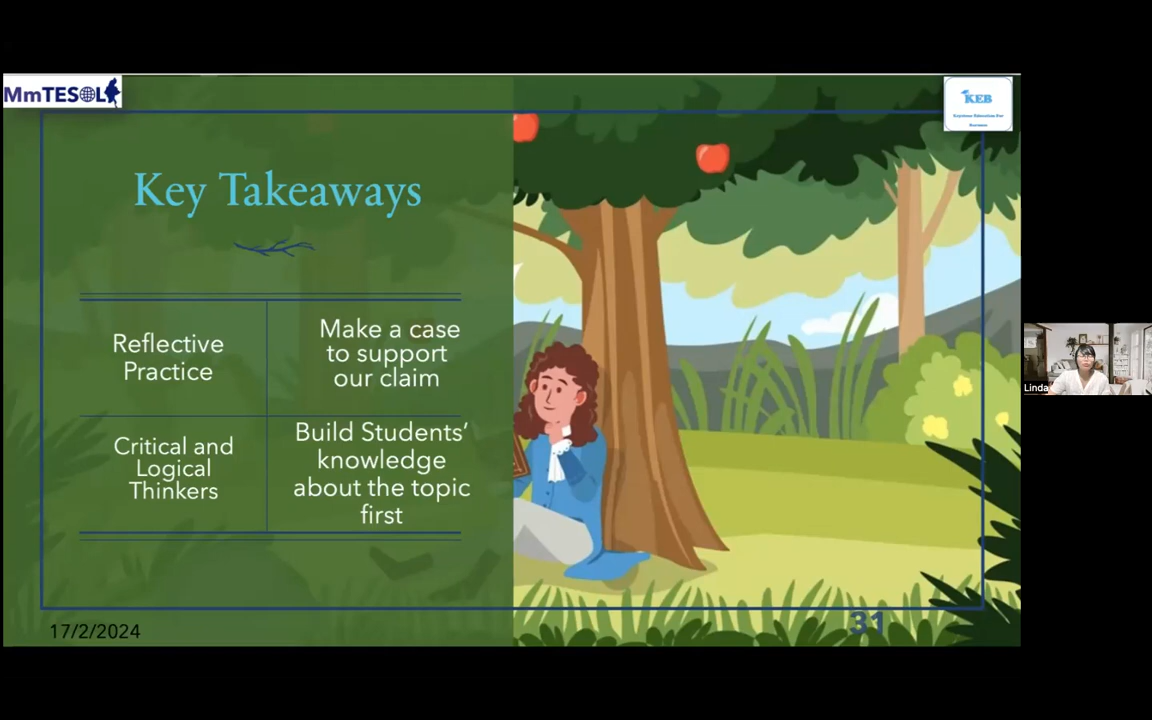 MmTESOL
KEB
Key Takeaways
Reflective
Practice
Make a case
to support
our claim
Critical and
Logical
Thinkers
Build Students’
knowledge
about the topic
first
17/2/2024
31
Linda